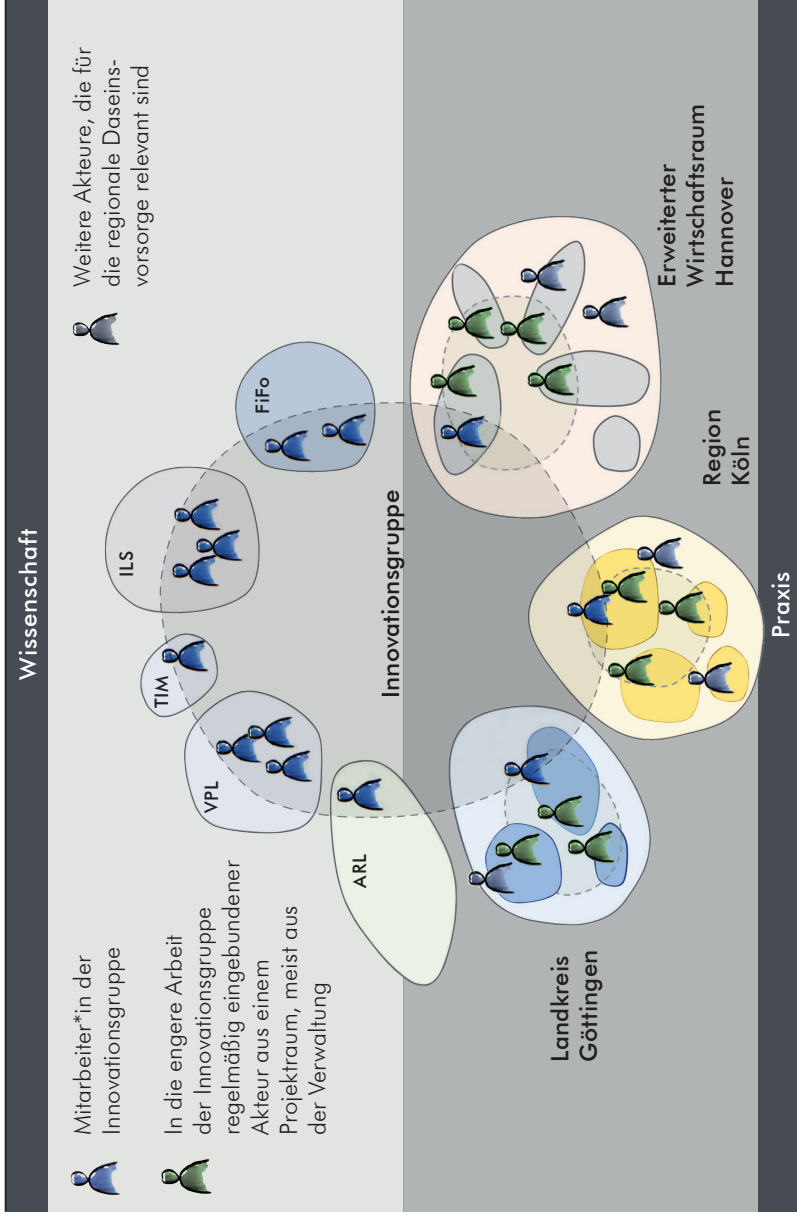 Wissenschaft
Mitarbeiter*in der
Innovationsgruppe
In die engere Arbeit
der Innovationsgruppe
regelmäßig eingebundener
Akteur aus einem
Projektraum, meist aus
der Verwaltung
Weitere Akteure, die für
die regionale Daseins-
vorsorge relevant sind
ILS
TIM
VPL
FiFo
ARL
Innovationsgruppe
Landkreis
Göttingen
Region
Köln
Erweiterter
Wirtschaftsraum
Hannover
Praxis